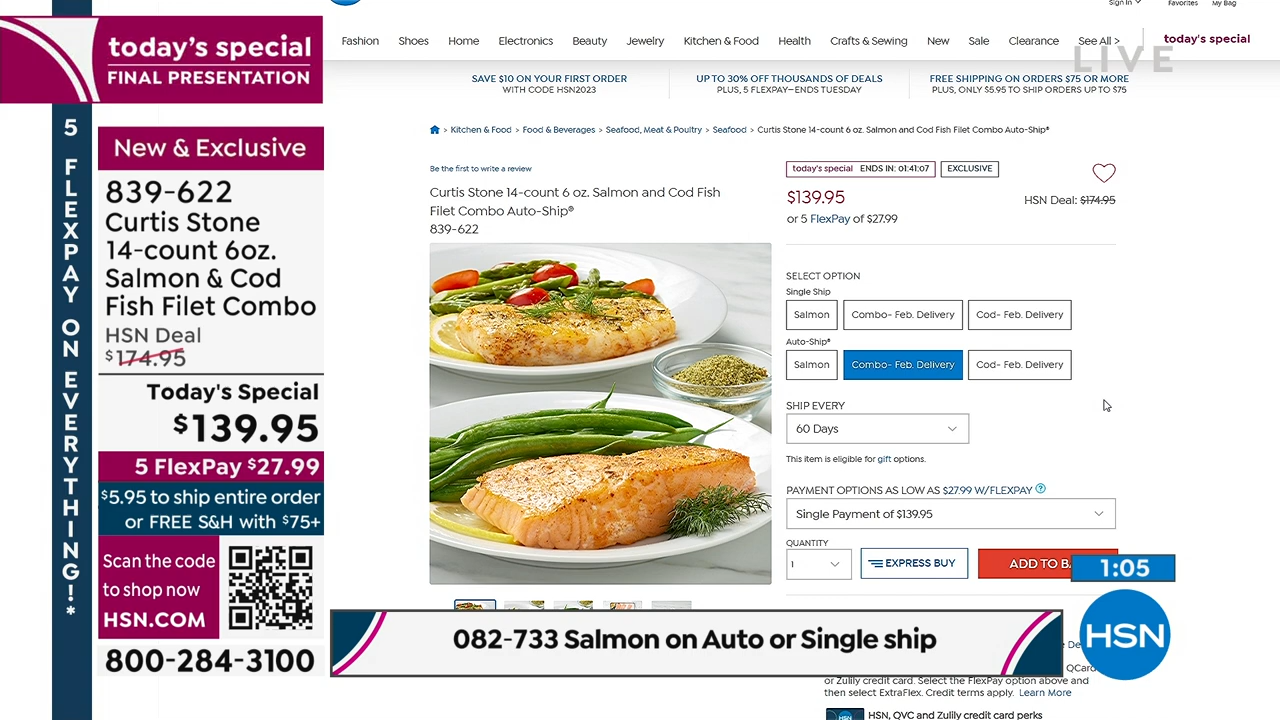 today's special
FINAL PRESENTATION
5 FLEXPAY ON EVERYTHING!*
New & Exclusive
839-622
Curtis Stone
14-count 6oz.
Salmon & Cod
Fish Filet Combo
HSN Deal
$174.95
Today's Special
$139.95
5 FlexPay $27.99
$5.95 to ship entire order
or FREE S&H with $75+
Scan the code
to shop now
HSN.COM
800-284-3100
Sign In
Favorites
My Bag
Fashion Shoes Home Electronics Beauty Jewelry Kitchen & Food Health Crafts & Sewing New Sale Clearance See All >
today's special
LIVE
SAVE $10 ON YOUR FIRST ORDER
WITH CODE HSN2023
UP TO 30% OFF THOUSANDS OF DEALS
PLUS, 5 FLEXPAY—ENDS TUESDAY
FREE SHIPPING ON ORDERS $75 OR MORE
PLUS, ONLY $5.95 TO SHIP ORDERS UP TO $75
> Kitchen & Food > Food & Beverages > Seafood, Meat & Poultry > Seafood > Curtis Stone 14-count 6 oz. Salmon and Cod Fish Filet Combo Auto-Ship®
Be the first to write a review
Curtis Stone 14-count 6 oz. Salmon and Cod Fish
Filet Combo Auto-Ship®
839-622
today's special ENDS IN: 01:41:07
EXCLUSIVE
$139.95
HSN Deal: $174.95
or 5 FlexPay of $27.99
SELECT OPTION
Single Ship
Salmon
Combo- Feb. Delivery
Cod- Feb. Delivery
Auto-Ship®
Salmon
Combo- Feb. Delivery
Cod- Feb. Delivery
SHIP EVERY
60 Days
This item is eligible for gift options.
PAYMENT OPTIONS AS LOW AS $27.99 W/FLEXPAY ?
Single Payment of $139.95
QUANTITY
1
EXPRESS BUY
ADD TO B
1:05
082-733 Salmon on Auto or Single ship
HSN
QCard
or Zulily credit card. Select the FlexPay option above and
then select ExtraFlex. Credit terms apply. Learn More
HSN
HSN, QVC and Zulily credit card perks